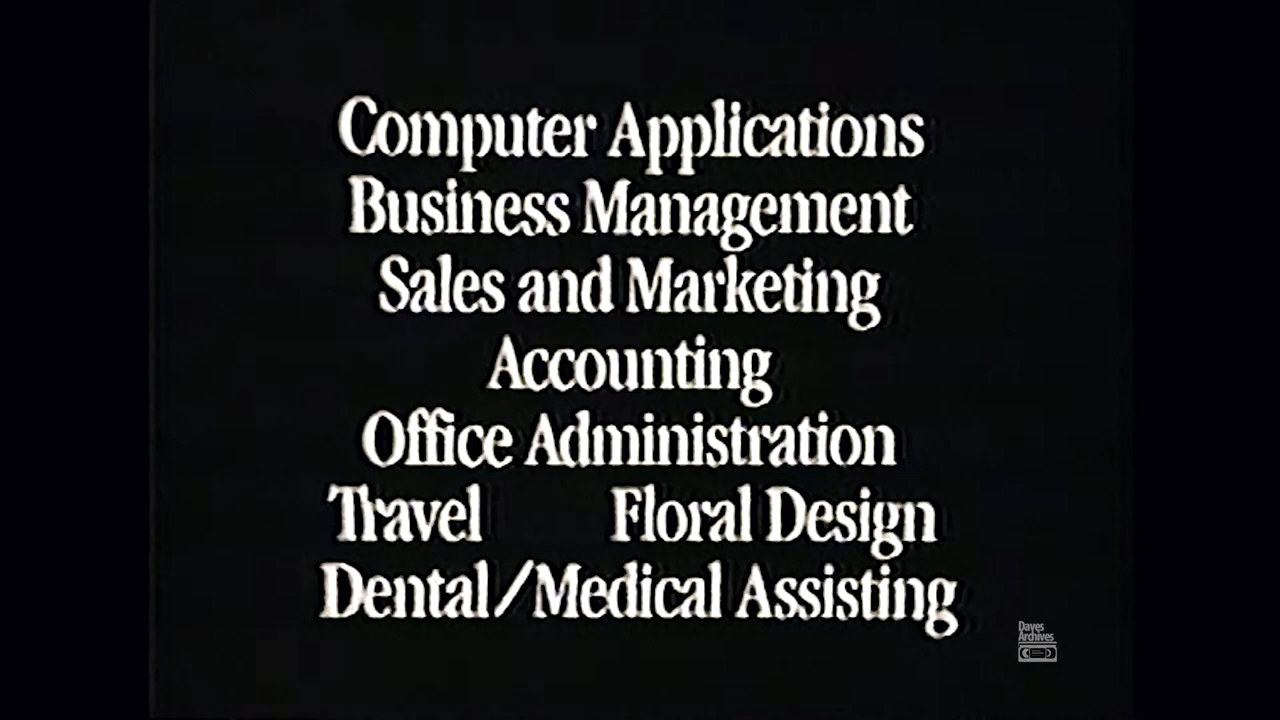 Computer Applications
Business Management
Sales and Marketing
Accounting
Office Administration
Travel Floral Design
Dental/Medical Assisting
Daves
Archives